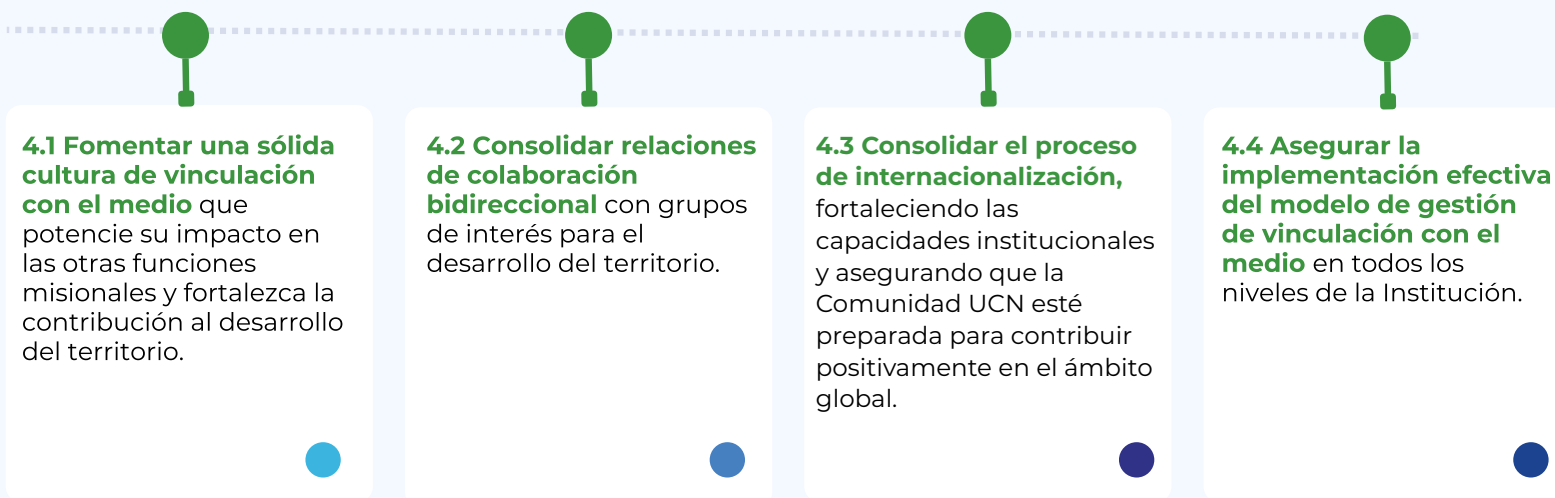 4.1 Fomentar una sólida
cultura de vinculación
con el medio que
potencie su impacto en
las otras funciones
misionales y fortalezca la
contribución al desarrollo
del territorio.
4.2 Consolidar relaciones
de colaboración
bidireccional con grupos
de interés para el
desarrollo del territorio.
4.3 Consolidar el proceso
de internacionalización,
fortaleciendo las
capacidades institucionales
y asegurando que la
Comunidad UCN esté
preparada para contribuir
positivamente en el ámbito
global.
4.4 Asegurar la
implementación efectiva
del modelo de gestión
de vinculación con el
medio en todos los
niveles de la Institución.